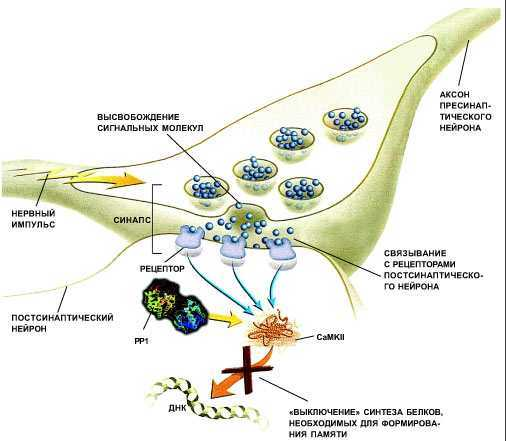 АКСОН
ПРЕСИНАП-
ТИЧЕСКОГО
НЕЙРОНА
ВЫСВОБОЖДЕНИЕ
СИГНАЛЬНЫХ МОЛЕКУЛ
НЕРВНЫЙ
ИМПУЛЬС
СИНАПС
СВЯЗЫВАНИЕ
С РЕЦЕПТОРАМИ
ПОСТСИНАПТИЧЕСКО-
ГО НЕЙРОНА
РЕЦЕПТОР
ПОСТСИНАПТИЧЕСКИЙ
НЕЙРОН
PP1
CaMKII
ДНК
«ВЫКЛЮЧЕНИЕ» СИНТЕЗА БЕЛКОВ,
НЕОБХОДИМЫХ ДЛЯ ФОРМИРОВА-
НИЯ ПАМЯТИ